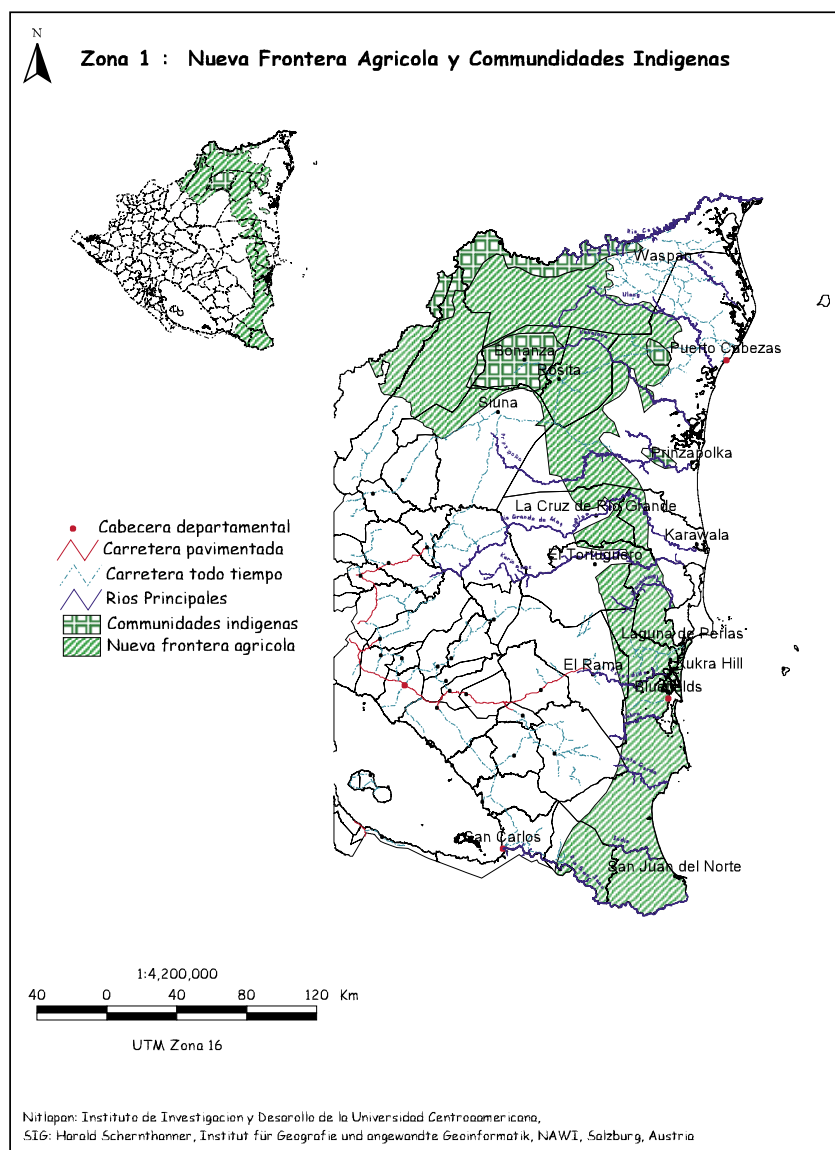 N
Zona 1 : Nueva Frontera Agricola y Commundidades Indigenas
Waspan
Puerto Cabezas
Bonanza
Rosita
Siuna
Prinzapolka
La Cruz de Rio Grande
Karawala
El Tortuguero
Laguna de Perlas
El Rama
Kukra Hill
Bluefields
San Carlos
San Juan del Norte
Cabecera departamental
Carretera pavimentada
Carretera todo tiempo
Rios Principales
Communidades indigenas
Nueva frontera agricola
1:4,200,000
40 0 40 80 120 Km
UTM Zona 16
Nitlapan: Instituto de Investigacion y Desarollo de la Universidad Centroamericana,
SIG: Harald Schernthanner, Institut für Geografie und angewandte Geoinformatik, NAWI, Salzburg, Austria